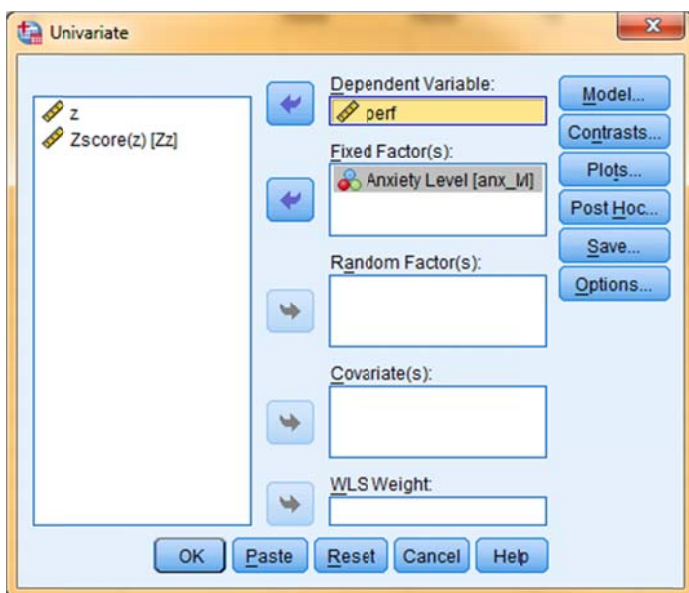 Univariate
z
Zscore(z) [Zz]
Dependent Variable:
perf
Fixed Factor(s):
Anxiety Level
Random Factor(s):
Covariate(s):
WLS Weight:
Model...
Contrasts...
Plots...
Post Hoc...
Save...
Options...
OK
Paste
Reset
Cancel
Help